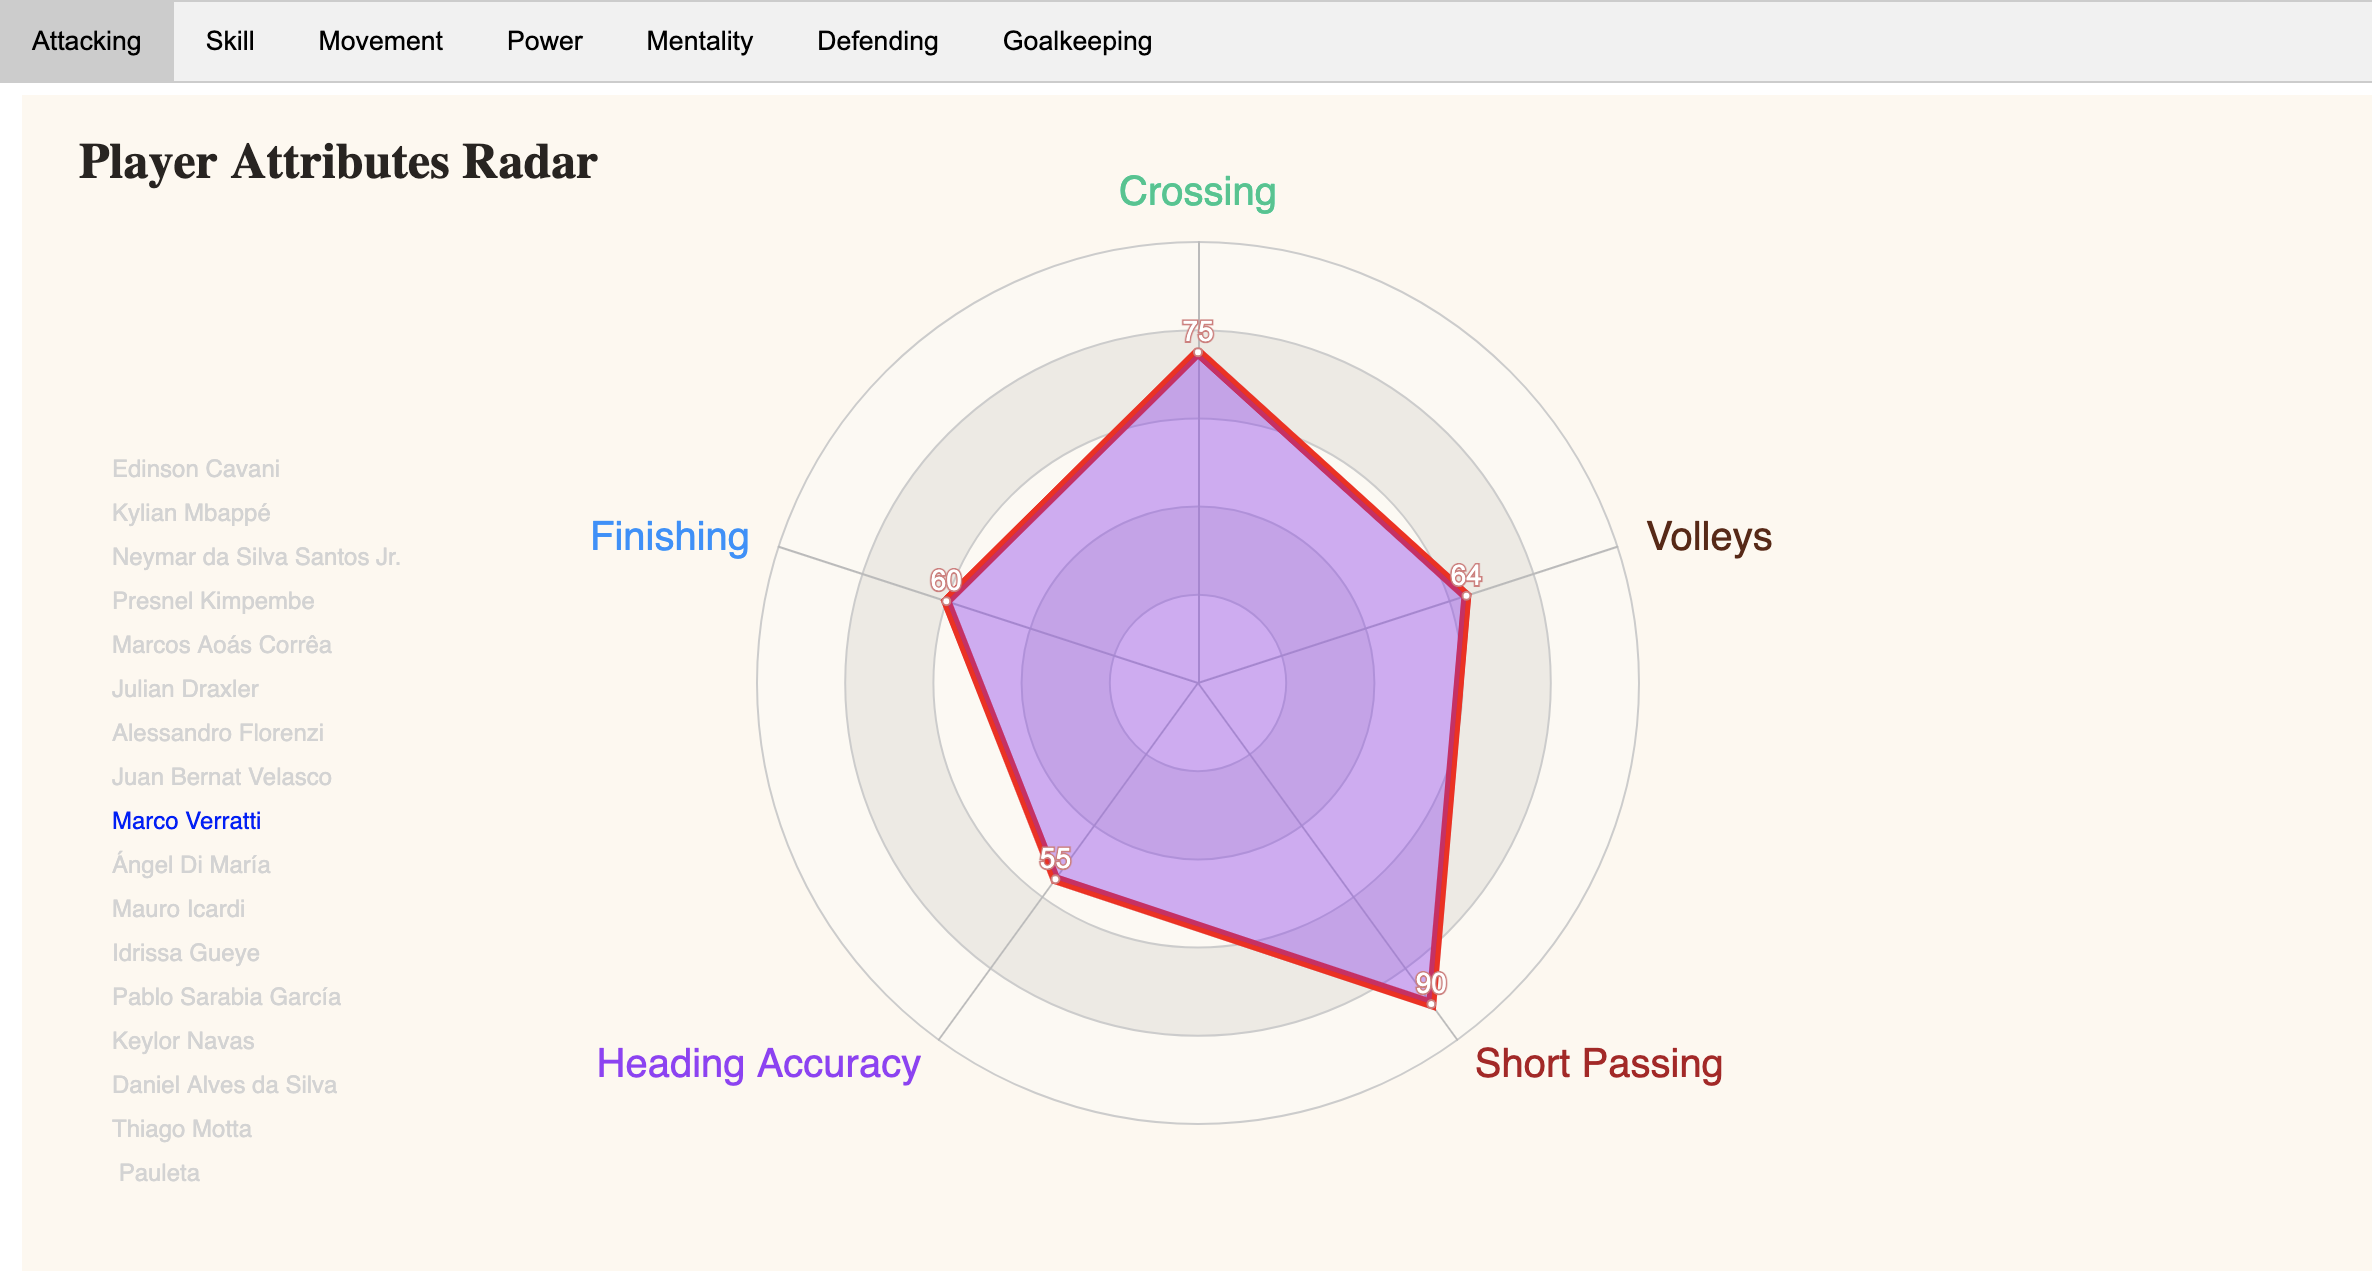 Attacking Skill Movement Power Mentality Defending Goalkeeping
Player Attributes Radar
Crossing
75
Edinson Cavani
Kylian Mbappé
Neymar da Silva Santos Jr.
Presnel Kimpembe
Marcos Aoás Corrêa
Julian Draxler
Alessandro Florenzi
Juan Bernat Velasco
Marco Verratti
Ángel Di María
Mauro Icardi
Idrissa Gueye
Pablo Sarabia García
Keylor Navas
Daniel Alves da Silva
Thiago Motta
Pauleta
Finishing
60
Volleys
64
55
90
Heading Accuracy
Short Passing